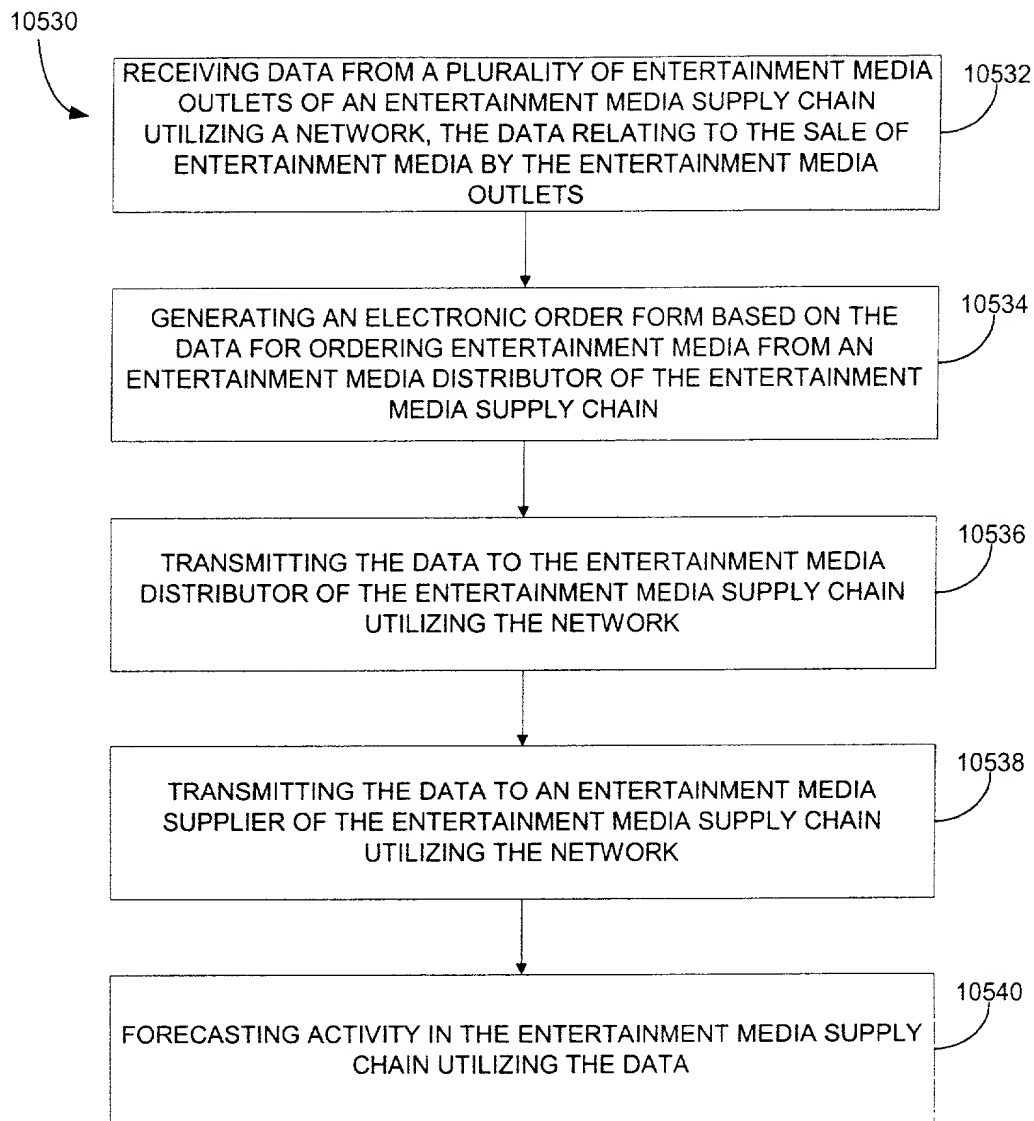 10530
RECEIVING DATA FROM A PLURALITY OF ENTERTAINMENT MEDIA
OUTLETS OF AN ENTERTAINMENT MEDIA SUPPLY CHAIN
UTILIZING A NETWORK, THE DATA RELATING TO THE SALE OF
ENTERTAINMENT MEDIA BY THE ENTERTAINMENT MEDIA
OUTLETS
10532
GENERATING AN ELECTRONIC ORDER FORM BASED ON THE
DATA FOR ORDERING ENTERTAINMENT MEDIA FROM AN
ENTERTAINMENT MEDIA DISTRIBUTOR OF THE ENTERTAINMENT
MEDIA SUPPLY CHAIN
10534
TRANSMITTING THE DATA TO THE ENTERTAINMENT MEDIA
DISTRIBUTOR OF THE ENTERTAINMENT MEDIA SUPPLY CHAIN
UTILIZING THE NETWORK
10536
TRANSMITTING THE DATA TO AN ENTERTAINMENT MEDIA
SUPPLIER OF THE ENTERTAINMENT MEDIA SUPPLY CHAIN
UTILIZING THE NETWORK
10538
FORECASTING ACTIVITY IN THE ENTERTAINMENT MEDIA SUPPLY
CHAIN UTILIZING THE DATA
10540